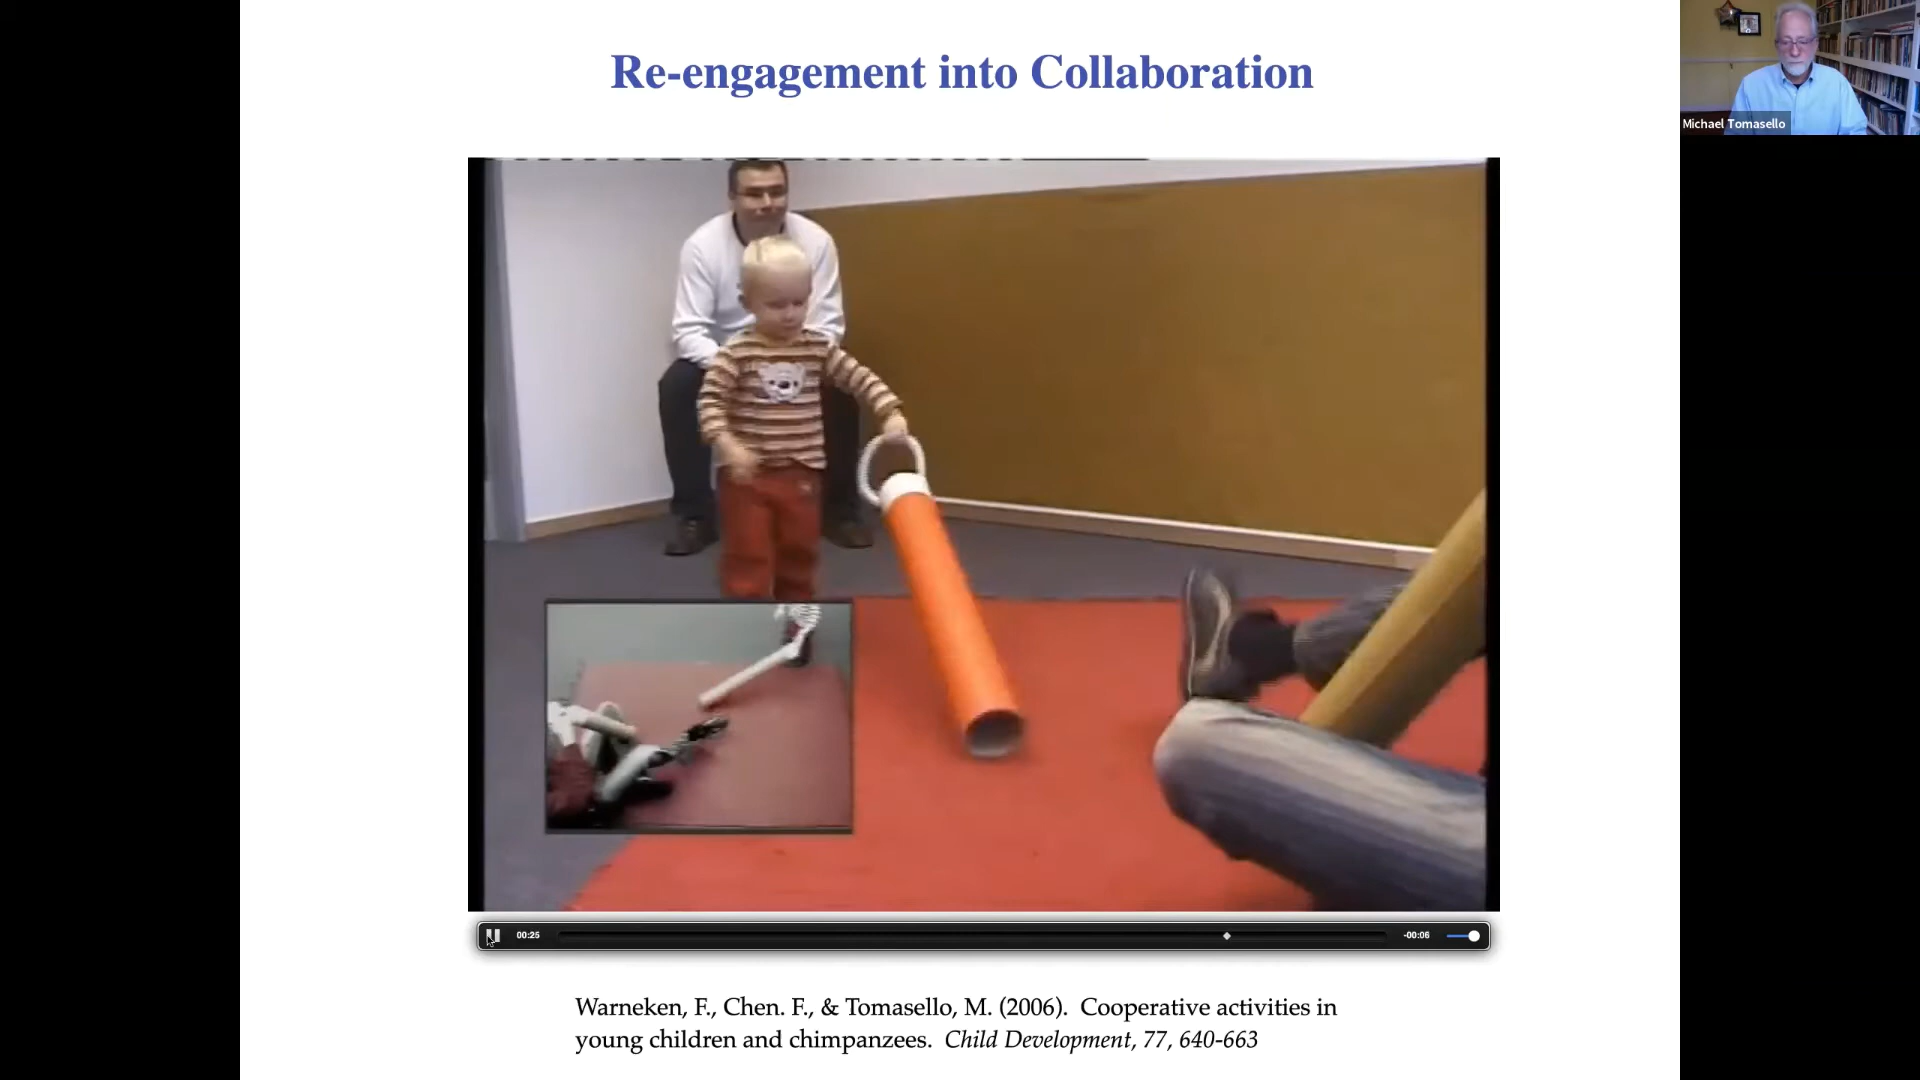 Re-engagement into Collaboration
Michael Tomasello
00:25
-00:06
Warneken, F., Chen. F., & Tomasello, M. (2006). Cooperative activities in
young children and chimpanzees. Child Development, 77, 640-663